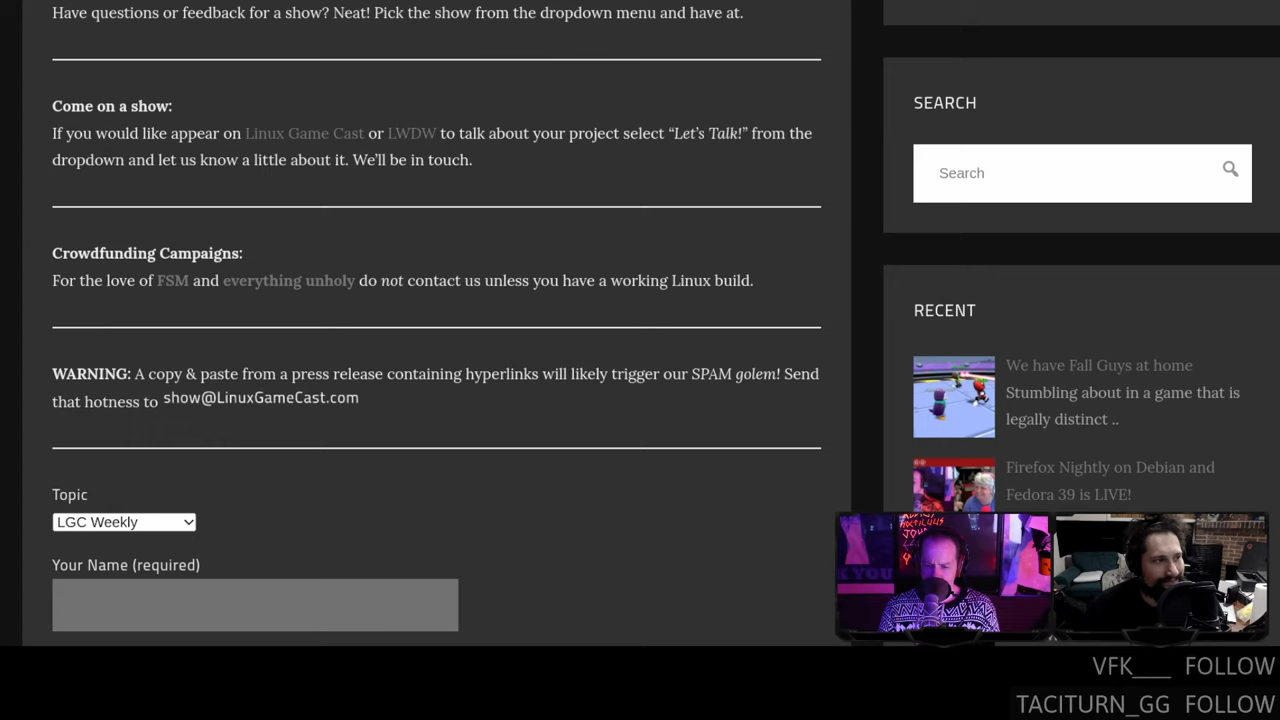 Have questions or feedback for a show? Neat! Pick the show from the dropdown menu and have at.
Come on a show:
If you would like appear on Linux Game Cast or LWDW to talk about your project select “Let’s Talk!” from the
dropdown and let us know a little about it. We’ll be in touch.
Crowdfunding Campaigns:
For the love of FSM and everything unholy do not contact us unless you have a working Linux build.
WARNING: A copy & paste from a press release containing hyperlinks will likely trigger our SPAM golem! Send
that hotness to show@LinuxGameCast.com
Topic
LGC Weekly
Your Name (required)
SEARCH
Search
RECENT
We have Fall Guys at home
Stumbling about in a game that is
legally distinct ..
Firefox Nightly on Debian and
Fedora 39 is LIVE!
VFK___ FOLLOW
TACITURN_GG FOLLOW